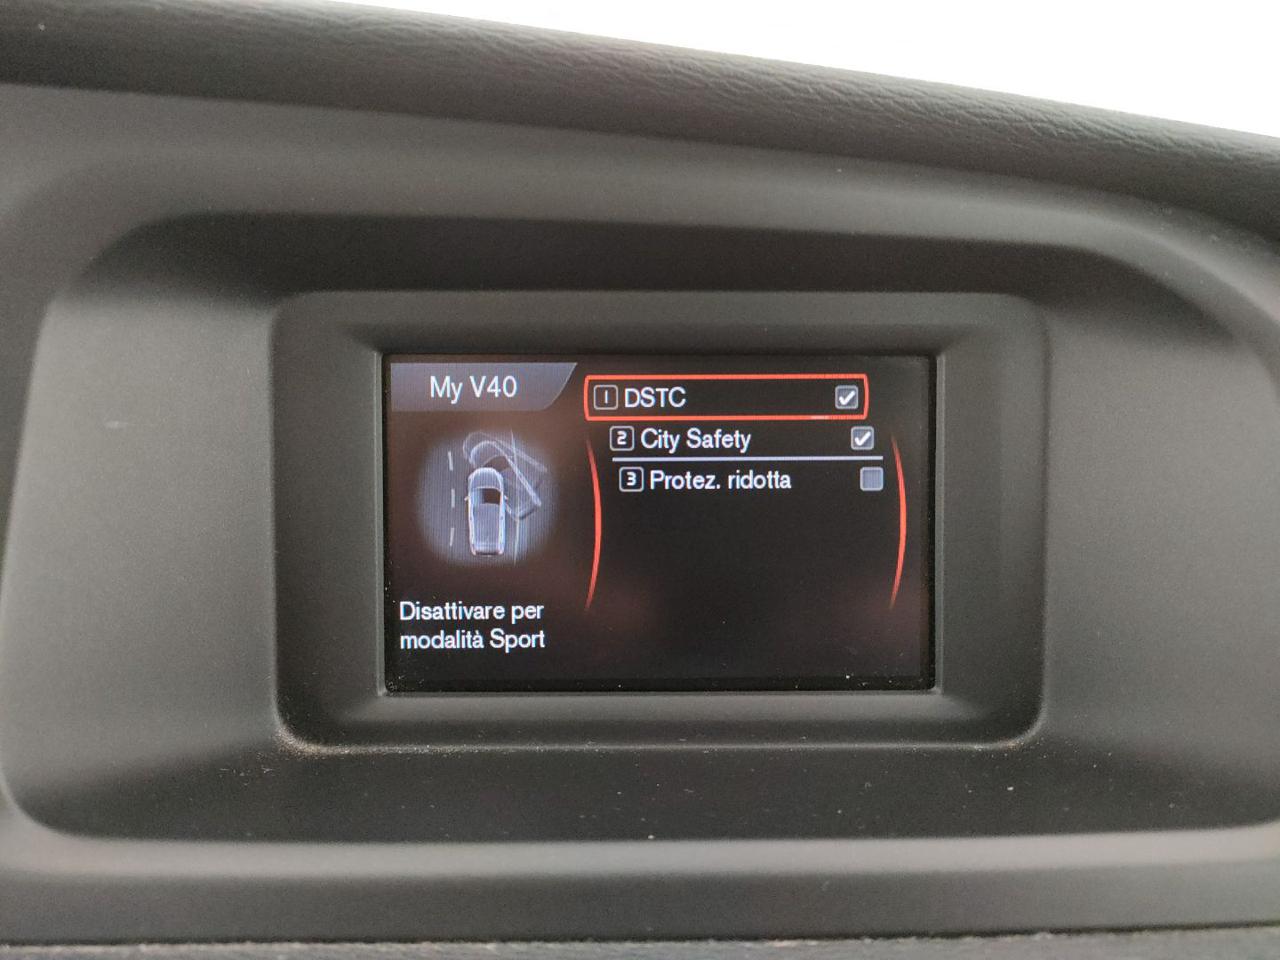 My V40
1 DSTC
2 City Safety
3 Protez. ridotta
Disattivare per
modalità Sport